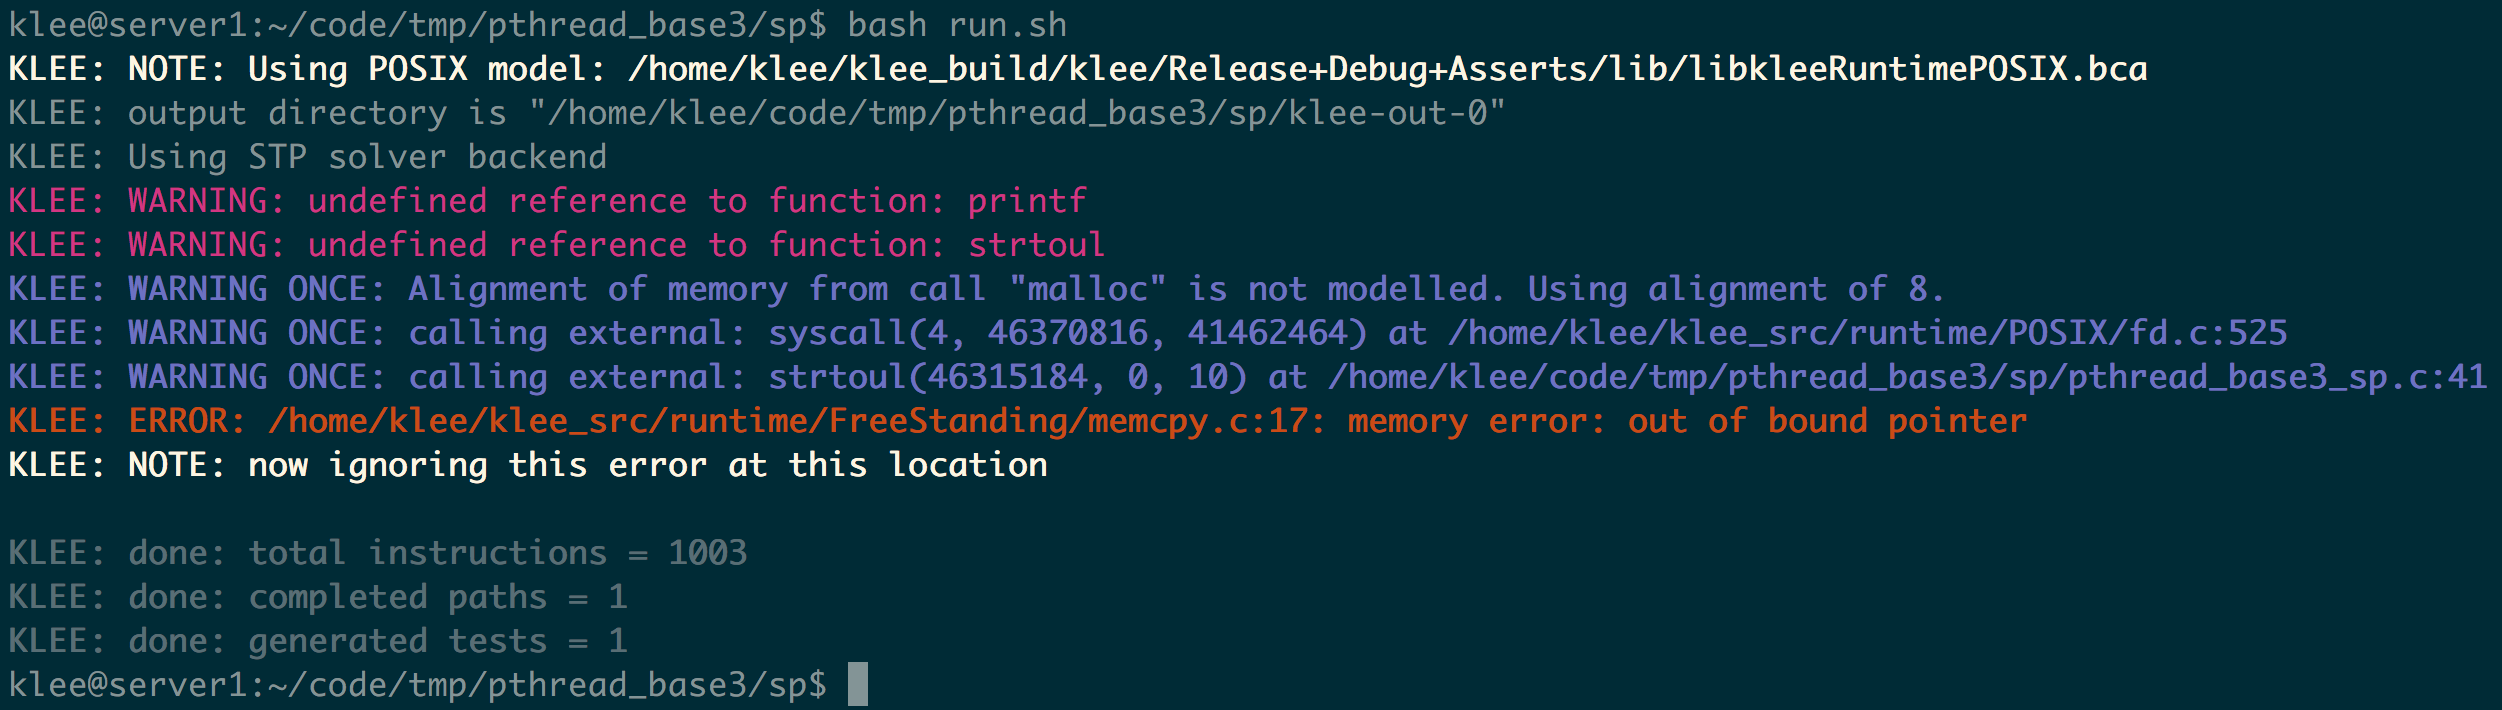 klee@server1:~/code/tmp/pthread_base3/sp$ bash run.sh
KLEE: NOTE: Using POSIX model: /home/klee/klee_build/klee/Release+Debug+Asserts/lib/libkleeRuntimePOSIX.bca
KLEE: output directory is "/home/klee/code/tmp/pthread_base3/sp/klee-out-0"
KLEE: Using STP solver backend
KLEE: WARNING: undefined reference to function: printf
KLEE: WARNING: undefined reference to function: strtoul
KLEE: WARNING ONCE: Alignment of memory from call "malloc" is not modelled. Using alignment of 8.
KLEE: WARNING ONCE: calling external: syscall(4, 46370816, 41462464) at /home/klee/klee_src/runtime/POSIX/fd.c:525
KLEE: WARNING ONCE: calling external: strtoul(46315184, 0, 10) at /home/klee/code/tmp/pthread_base3/sp/pthread_base3_sp.c:41
KLEE: ERROR: /home/klee/klee_src/runtime/FreeStanding/memcpy.c:17: memory error: out of bound pointer
KLEE: NOTE: now ignoring this error at this location
KLEE: done: total instructions = 1003
KLEE: done: completed paths = 1
KLEE: done: generated tests = 1
klee@server1:~/code/tmp/pthread_base3/sp$